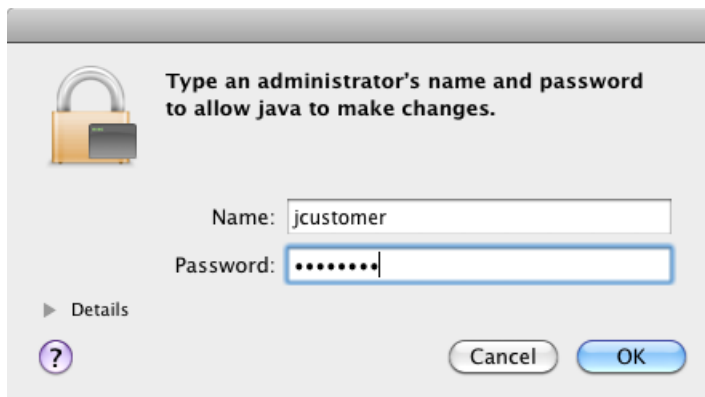 Type an administrator's name and password
to allow java to make changes.
Name: jcustomer
Password: ••••••••
Details
?
Cancel OK